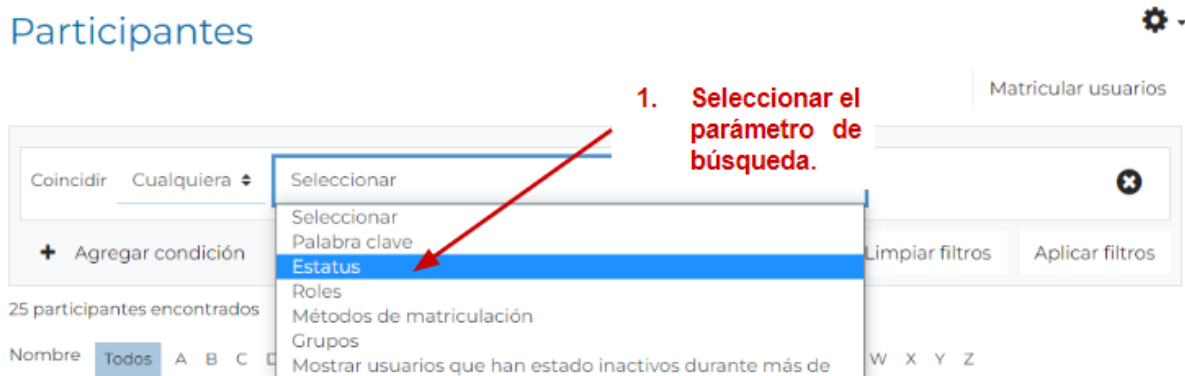 Participantes
Matricular usuarios
1. Seleccionar el
parámetro de
búsqueda.
Coincidir Cualquiera Seleccionar
Seleccionar
Palabra clave
Estatus
Roles
Métodos de matriculación
Grupos
Mostrar usuarios que han estado inactivos durante más de
Agregar condición
Limpiar filtros Aplicar filtros
25 participantes encontrados
Nombre Todos A B C D W X Y Z